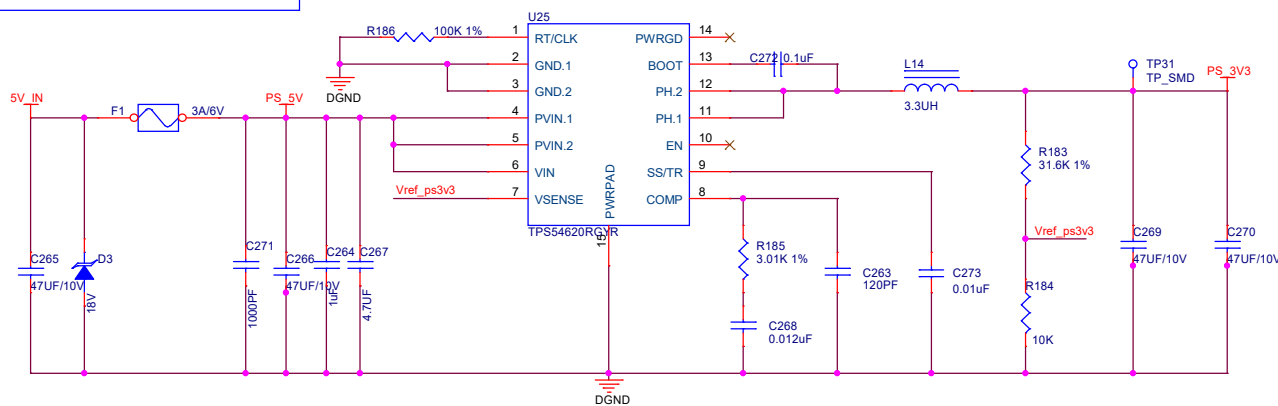 U25
R186 100K 1%
1 RT/CLK PWRGD 14
2 GND.1 BOOT 13
3 GND.2 PH.2 12
4 PVIN.1 PH.1 11
5 PVIN.2 EN 10
6 VIN SS/TR 9
7 VSENSE COMP 8
PWRPAD
15
TPS54620RGYR
DGND
5V_IN
F1 3A/6V
PS_5V
Vref_ps3v3
C265
47UF/10V
D3
18V
C271
1000PF
C266
47UF/10V
C264
1uF
C267
4.7UF
C272 0.1uF
L14
3.3UH
TP31
TP_SMD
PS_3V3
R183
31.6K 1%
Vref_ps3v3
R184
10K
R185
3.01K 1%
C268
0.012uF
C263
120PF
C273
0.01uF
C269
47UF/10V
C270
47UF/10V
DGND